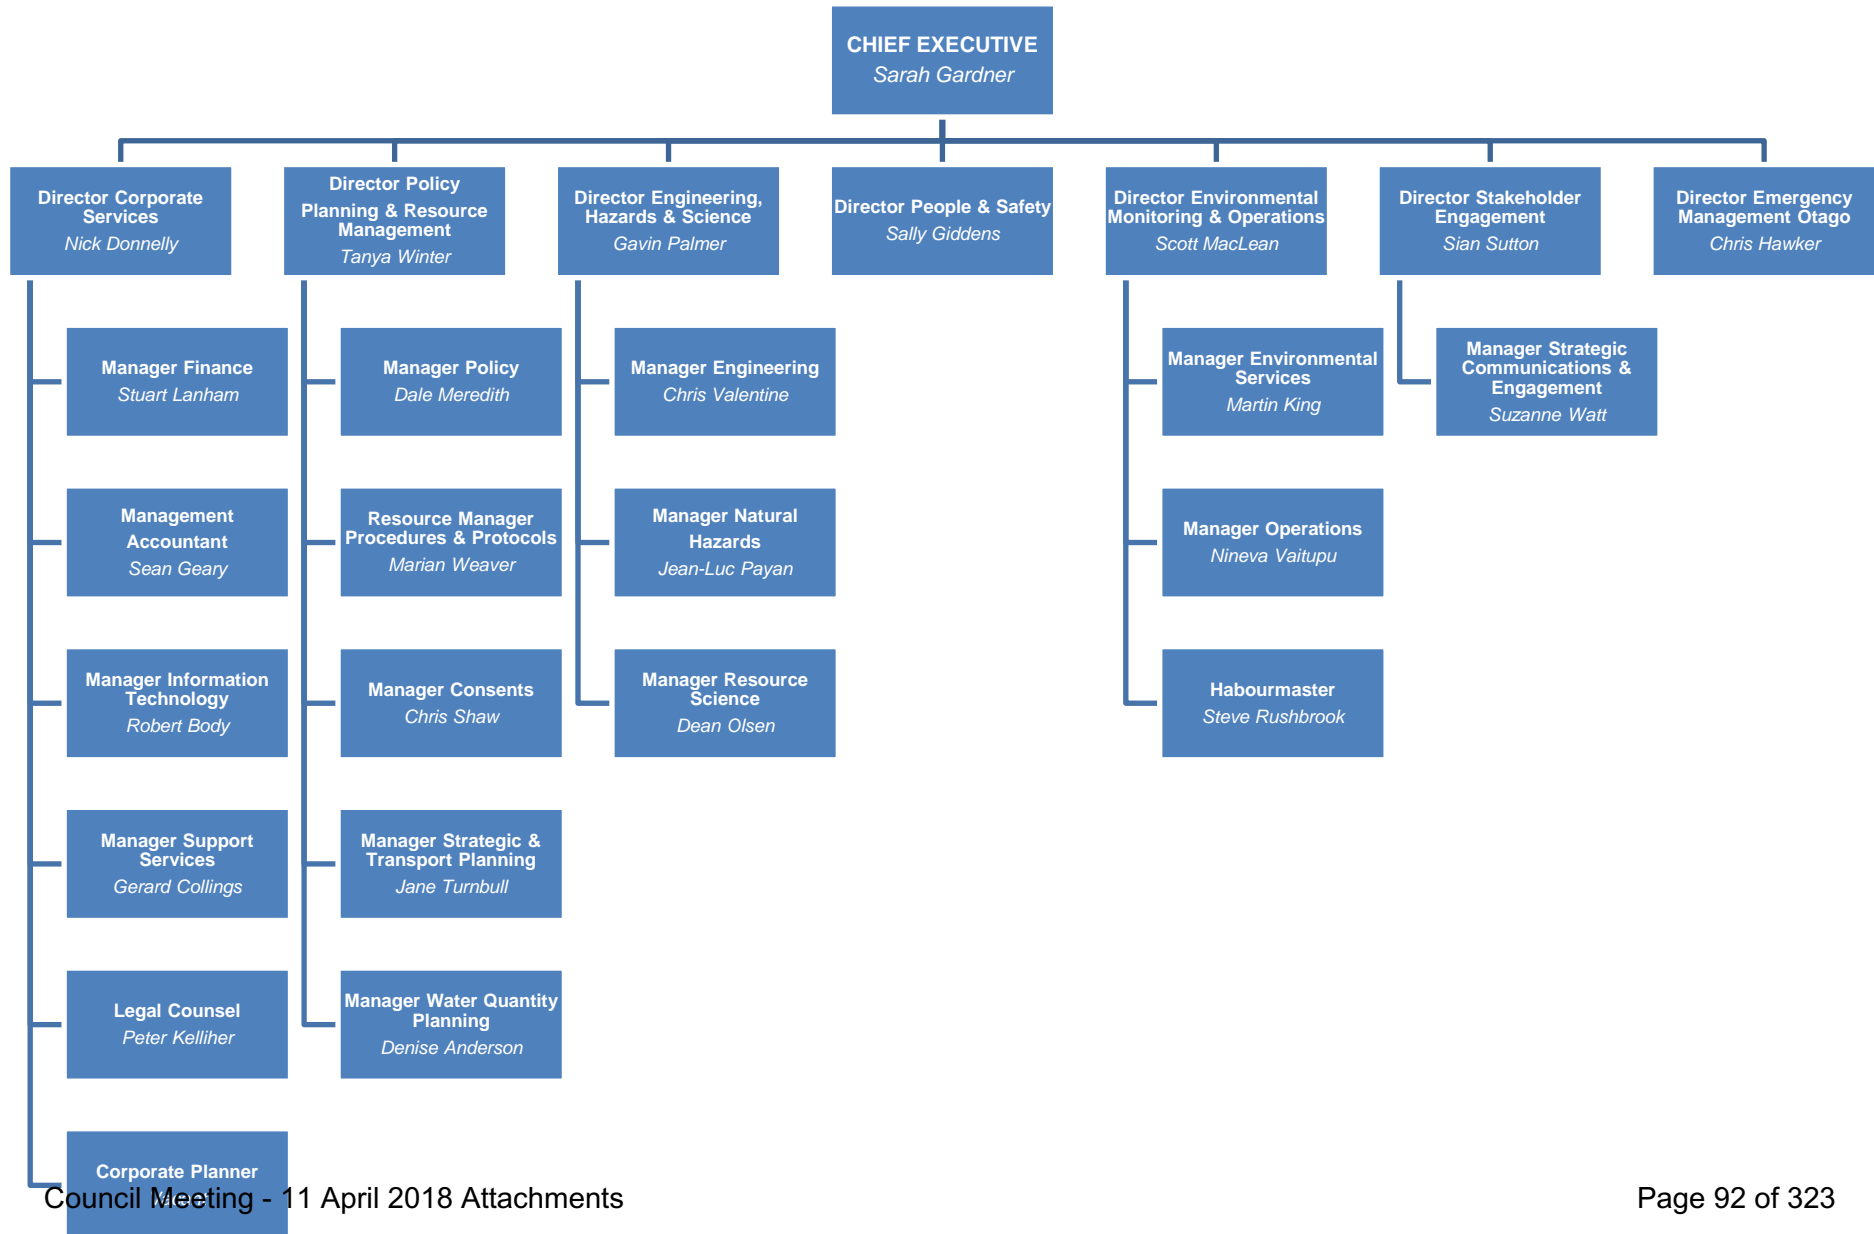 CHIEF EXECUTIVE
Sarah Gardner
Director Corporate
Services
Nick Donnelly
Director Policy
Planning & Resource
Management
Tanya Winter
Director Engineering,
Hazards & Science
Gavin Palmer
Director People & Safety
Sally Giddens
Director Environmental
Monitoring & Operations
Scott MacLean
Director Stakeholder
Engagement
Sian Sutton
Director Emergency
Management Otago
Chris Hawker
Manager Finance
Stuart Lanham
Management
Accountant
Sean Geary
Manager Information
Technology
Robert Body
Manager Support
Services
Gerard Collings
Legal Counsel
Peter Kelliher
Corporate Planner
Manager Policy
Dale Meredith
Resource Manager
Procedures & Protocols
Marian Weaver
Manager Consents
Chris Shaw
Manager Strategic &
Transport Planning
Jane Turnbull
Manager Water Quantity
Planning
Denise Anderson
Manager Engineering
Chris Valentine
Manager Natural
Hazards
Jean-Luc Payan
Manager Resource
Science
Dean Olsen
Manager Environmental
Services
Martin King
Manager Operations
Nineva Vaitupu
Habourmaster
Steve Rushbrook
Manager Strategic
Communications &
Engagement
Suzanne Watt
Council Meeting - 11 April 2018 Attachments
Page 92 of 323